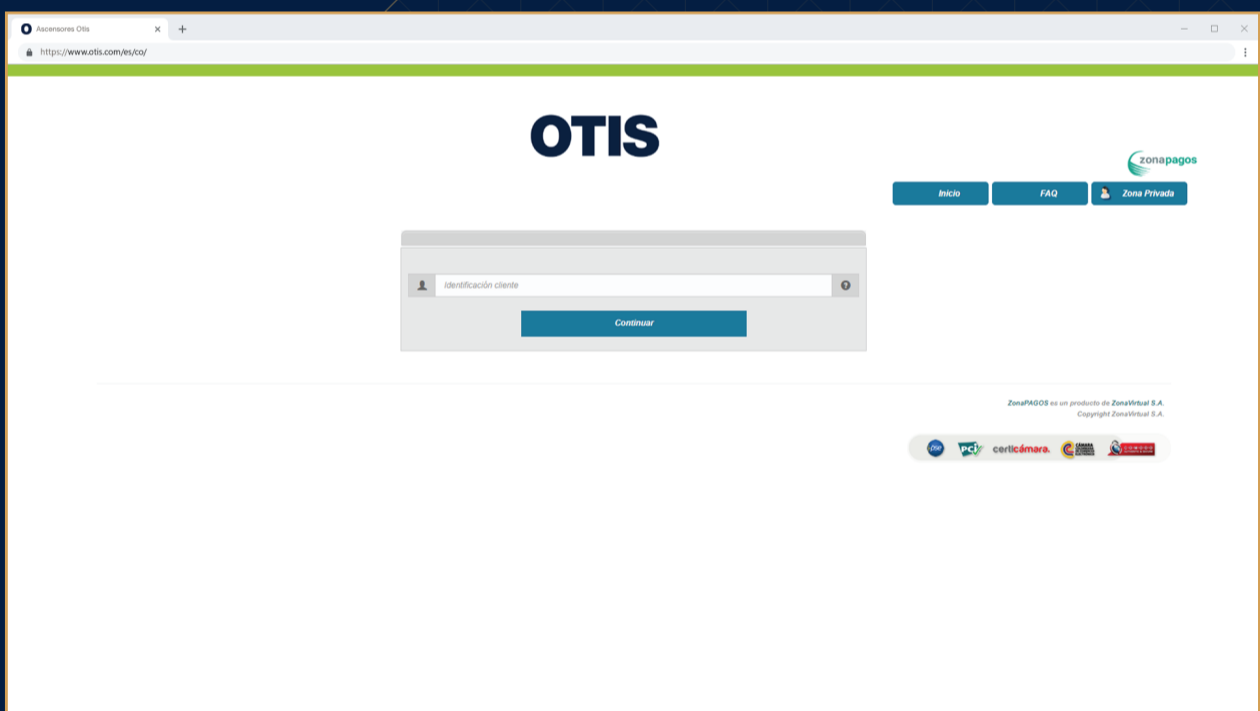 Ascensores Otis
https://www.otis.com/es/co/
OTIS
zonapagos
Inicio
FAQ
Zona Privada
Identificación cliente
Continuar
ZonaPAGOS es un producto de ZonaVirtual S.A.
Copyright ZonaVirtual S.A.
pse
PCI
certicámara.